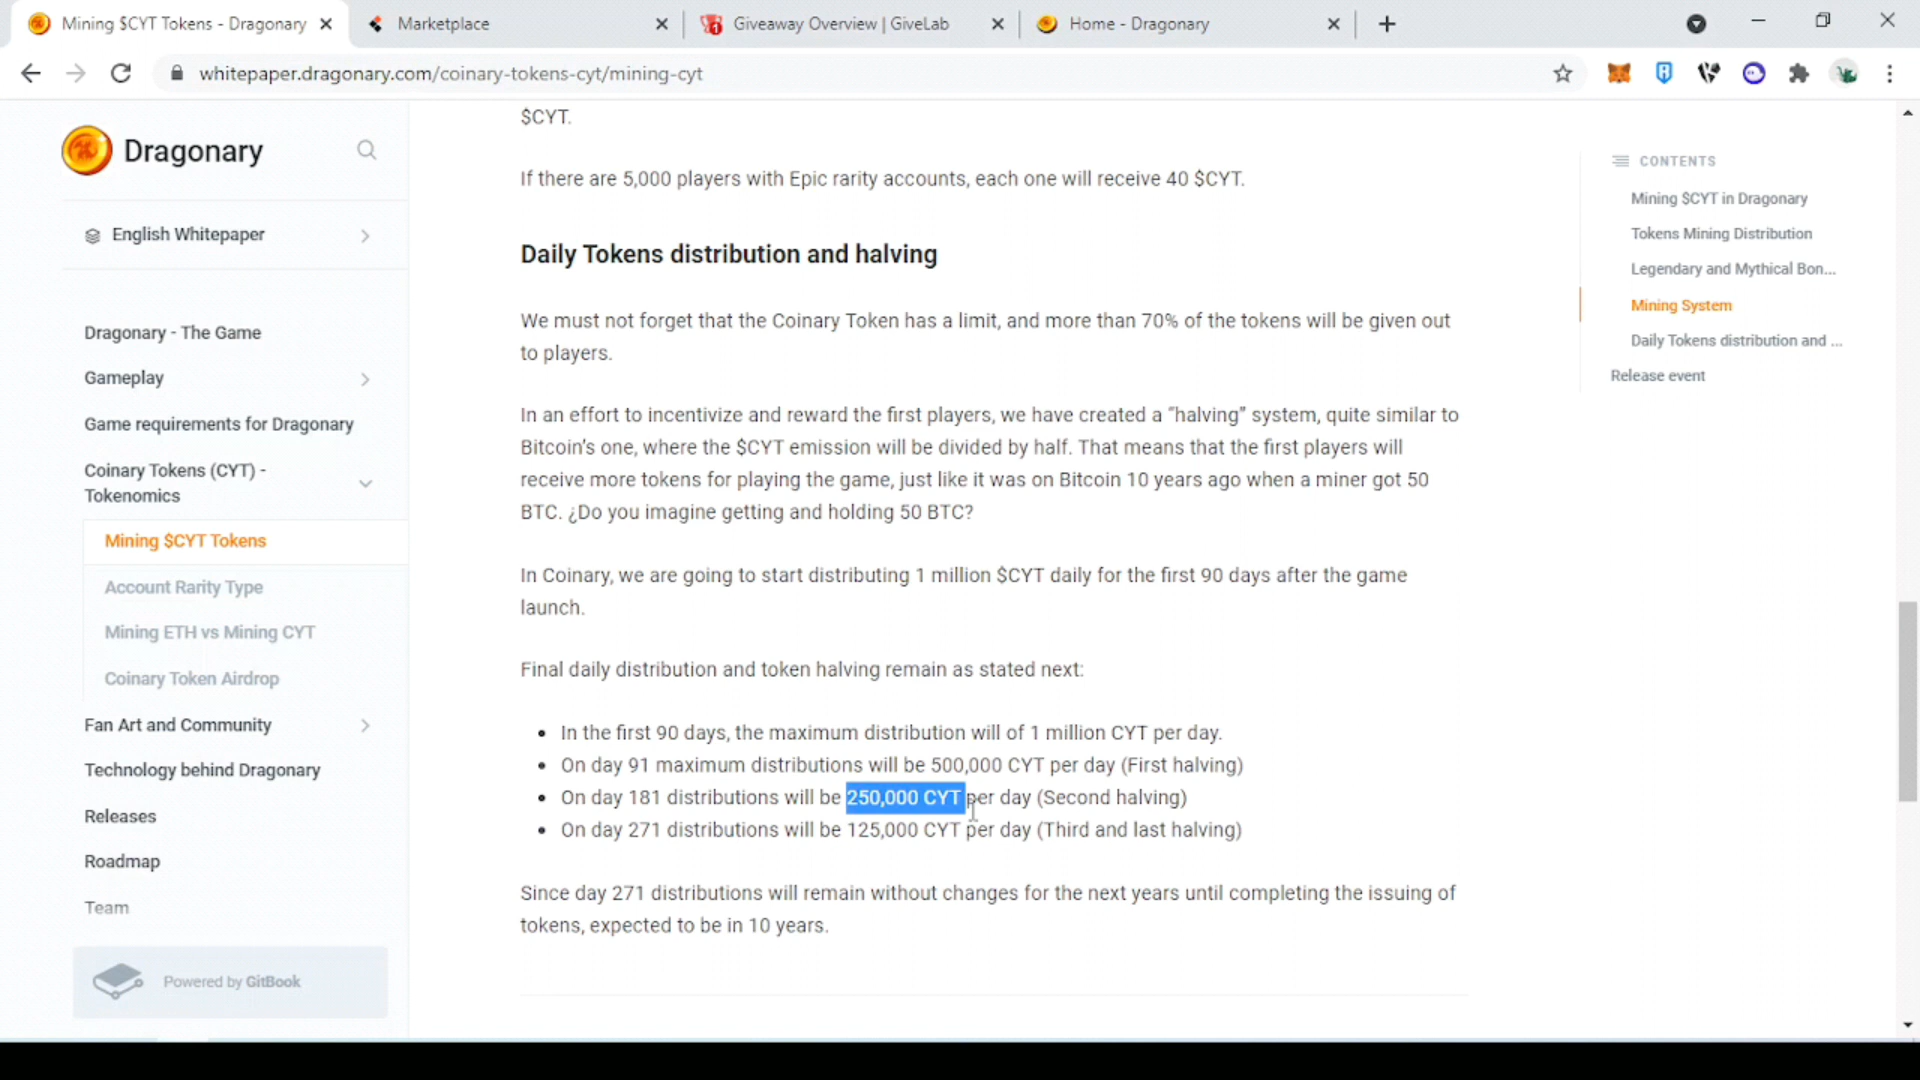 Mining $CYT Tokens - Dragonary
Marketplace
Giveaway Overview | GiveLab
Home - Dragonary
whitepaper.dragonary.com/coinary-tokens-cyt/mining-cyt
Dragonary
English Whitepaper
Dragonary - The Game
Gameplay
Game requirements for Dragonary
Coinary Tokens (CYT) -
Tokenomics
Mining $CYT Tokens
Account Rarity Type
Mining ETH vs Mining CYT
Coinary Token Airdrop
Fan Art and Community
Technology behind Dragonary
Releases
Roadmap
Team
Powered by GitBook
$CYT.
If there are 5,000 players with Epic rarity accounts, each one will receive 40 $CYT.
Daily Tokens distribution and halving
We must not forget that the Coinary Token has a limit, and more than 70% of the tokens will be given out
to players.
In an effort to incentivize and reward the first players, we have created a “halving” system, quite similar to
Bitcoin’s one, where the $CYT emission will be divided by half. That means that the first players will
receive more tokens for playing the game, just like it was on Bitcoin 10 years ago when a miner got 50
BTC. ¿Do you imagine getting and holding 50 BTC?
In Coinary, we are going to start distributing 1 million $CYT daily for the first 90 days after the game
launch.
Final daily distribution and token halving remain as stated next:
• In the first 90 days, the maximum distribution will of 1 million CYT per day.
• On day 91 maximum distributions will be 500,000 CYT per day (First halving)
• On day 181 distributions will be 250,000 CYT per day (Second halving)
• On day 271 distributions will be 125,000 CYT per day (Third and last halving)
Since day 271 distributions will remain without changes for the next years until completing the issuing of
tokens, expected to be in 10 years.
CONTENTS
Mining $CYT in Dragonary
Tokens Mining Distribution
Legendary and Mythical Bon...
Mining System
Daily Tokens distribution and ...
Release event